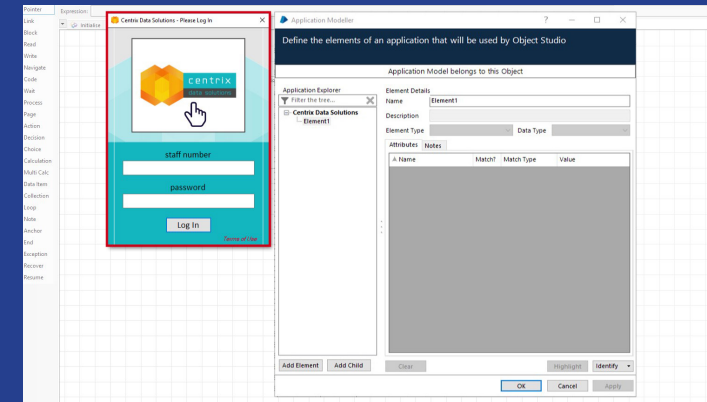 Pointer
Link
Block
Read
Write
Navigate
Code
Wait
Process
Page
Action
Decision
Choice
Calculation
Multi Calc
Data Item
Collection
Loop
Note
Anchor
End
Exception
Recover
Resume
Expression:
Initialise
Centrix Data Solutions - Please Log In
centrix
data solutions
staff number
password
Log In
Terms of Use
Application Modeller
Define the elements of an application that will be used by Object Studio
Application Model belongs to this Object
Application Explorer
Filter the tree...
Centrix Data Solutions
Element1
Element Details
Name Element1
Description
Element Type Data Type
Attributes Notes
Name Match? Match Type Value
Add Element Add Child Clear Highlight Identify
OK Cancel Apply